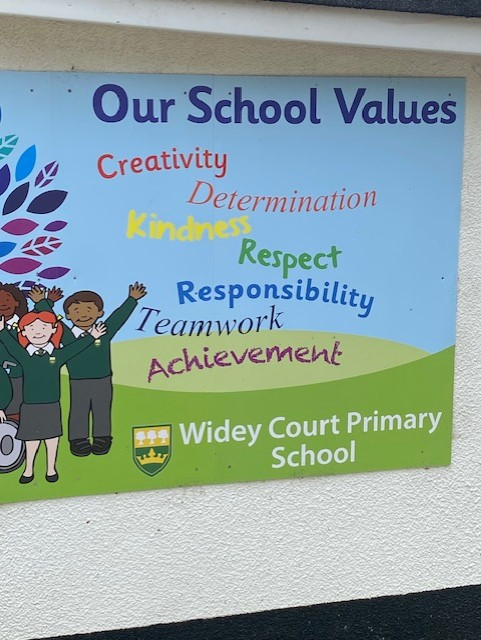 Our School Values
Creativity
Determination
Kindness
Respect
Responsibility
Teamwork
Achievement
Widey Court Primary
School